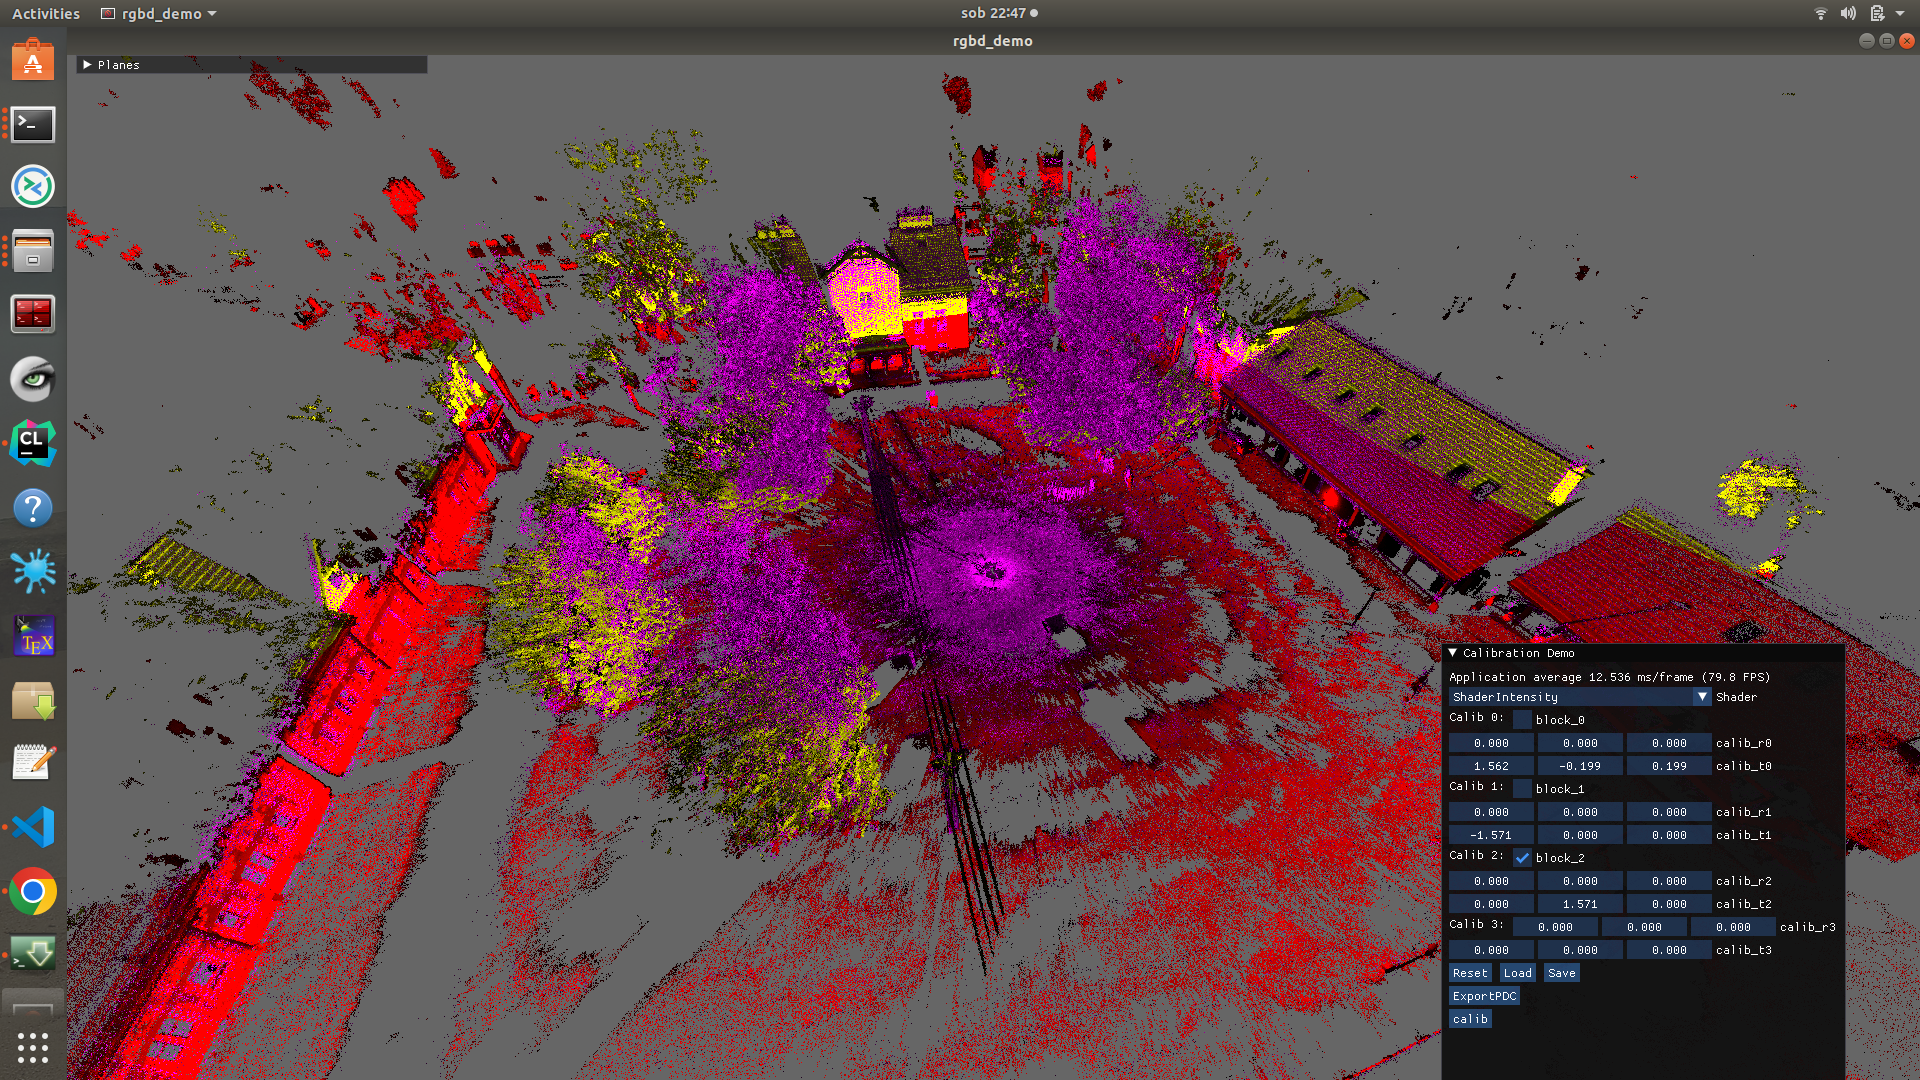 Activities rgbd_demo sob 22:47
rgbd_demo
Planes
Calibration Demo
Application average 12.536 ms/frame (79.8 FPS)
ShaderIntensity Shader
Calib 0: block_0
0.000 0.000 0.000 calib_r0
1.562 -0.199 0.199 calib_t0
Calib 1: block_1
0.000 0.000 0.000 calib_r1
-1.571 0.000 0.000 calib_t1
Calib 2: block_2
0.000 0.000 0.000 calib_r2
0.000 1.571 0.000 calib_t2
Calib 3: 0.000 0.000 0.000 calib_r3
0.000 0.000 0.000 calib_t3
Reset Load Save
ExportPDC
calib
CL
TEX